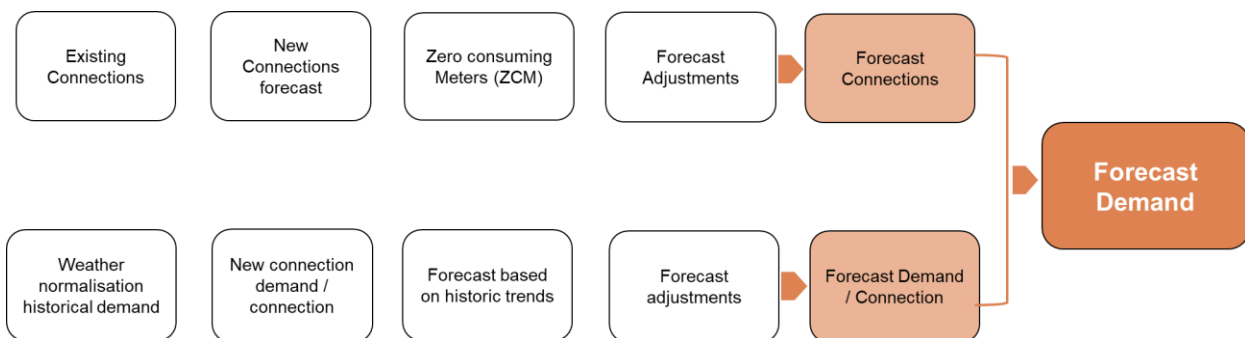 Existing
Connections
New
Connections
forecast
Zero consuming
Meters (ZCM)
Forecast
Adjustments
Forecast
Connections
Forecast
Demand
Weather
normalisation
historical demand
New connection
demand /
connection
Forecast based
on historic trends
Forecast
adjustments
Forecast Demand
/ Connection